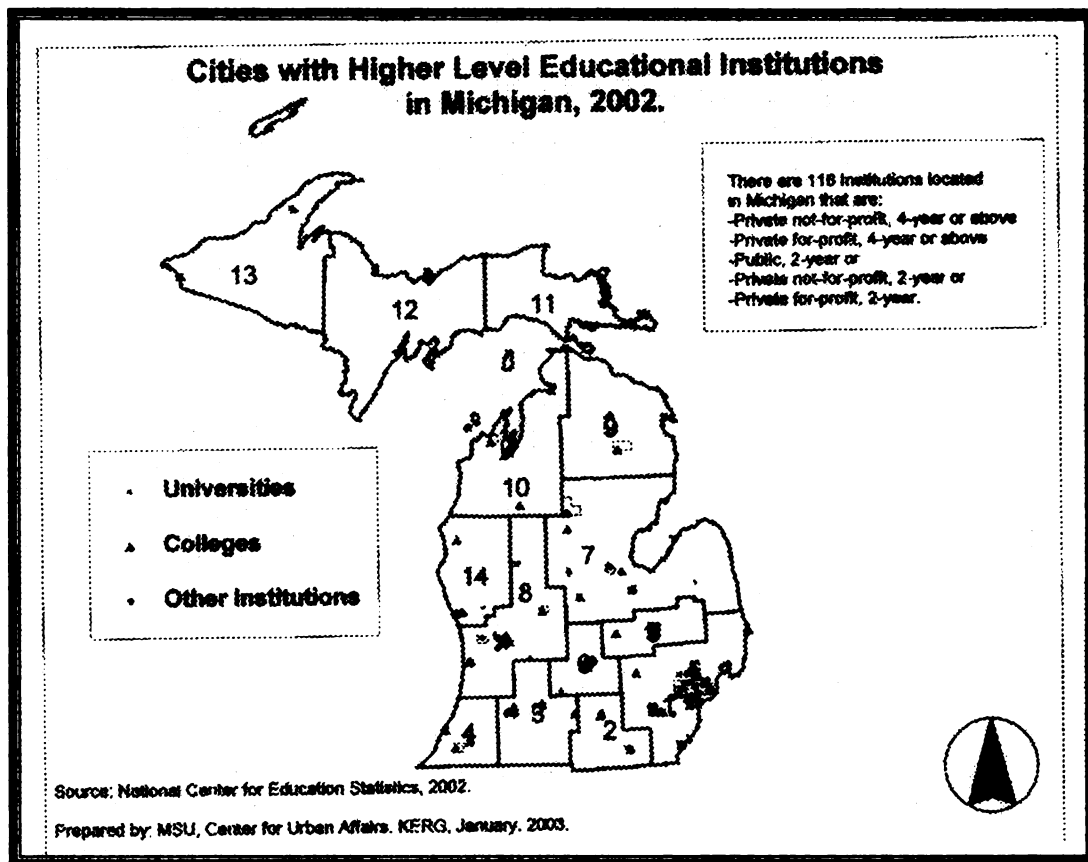 Cities with Higher Level Educational Institutions
in Michigan, 2002.
There are 116 Institutions located
in Michigan that are:
-Private not-for-profit, 4-year or above
-Private for-profit, 4-year or above
-Public, 2-year or
-Private not-for-profit, 2-year or
-Private for-profit, 2-year.
13
12
11
9
10
7
14
8
3
4
2
Universities
Colleges
Other Institutions
Source: National Center for Education Statistics, 2002.
Prepared by: MSU, Center for Urban Affairs. KERG, January. 2003.